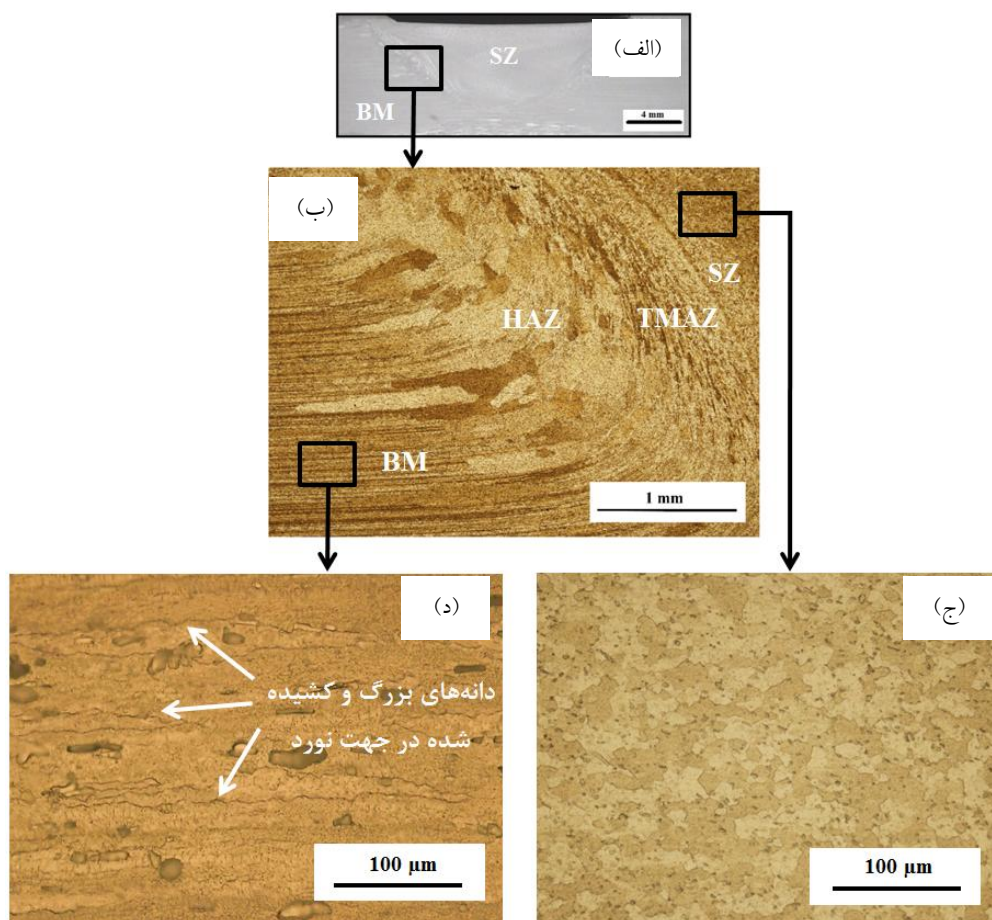 (الف)
SZ
BM
4 mm
(ب)
SZ
HAZ
TMAZ
BM
1 mm
(د)
(ج)
دانه‌های بزرگ و کشیده
شده در جهت نورد
100 µm
100 µm